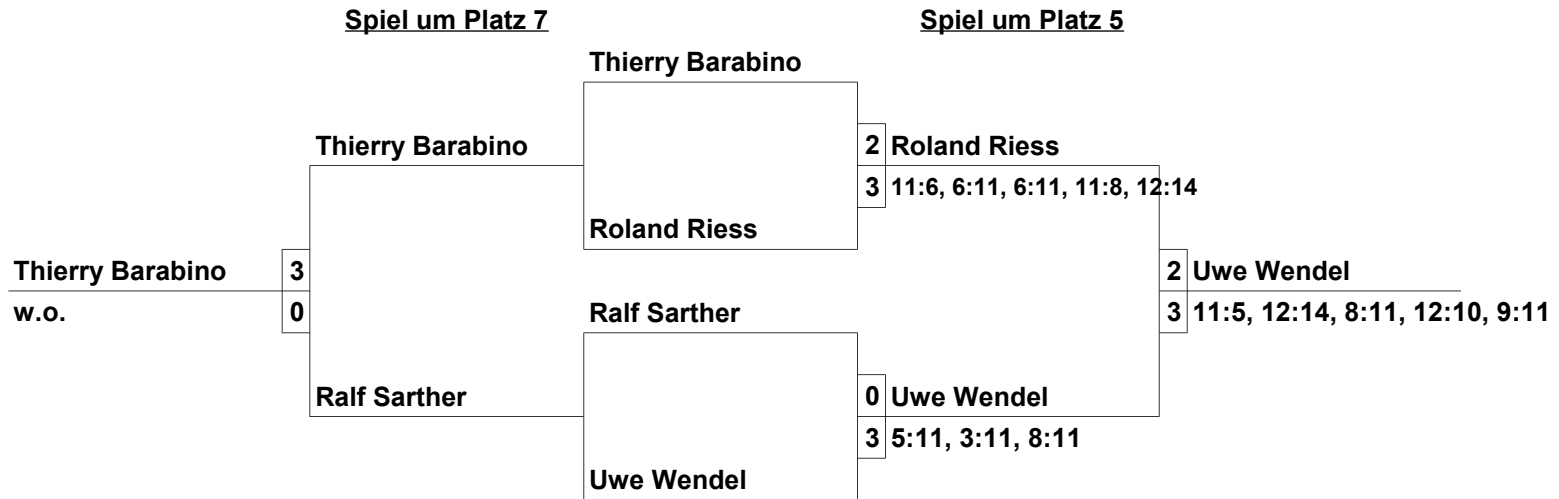 Spiel um Platz 7
Spiel um Platz 5
Thierry Barabino
Thierry Barabino
2 Roland Riess
3 11:6, 6:11, 6:11, 11:8, 12:14
Roland Riess
Thierry Barabino 3
2 Uwe Wendel
w.o. 0
Ralf Sarther
3 11:5, 12:14, 8:11, 12:10, 9:11
Ralf Sarther
0 Uwe Wendel
3 5:11, 3:11, 8:11
Uwe Wendel